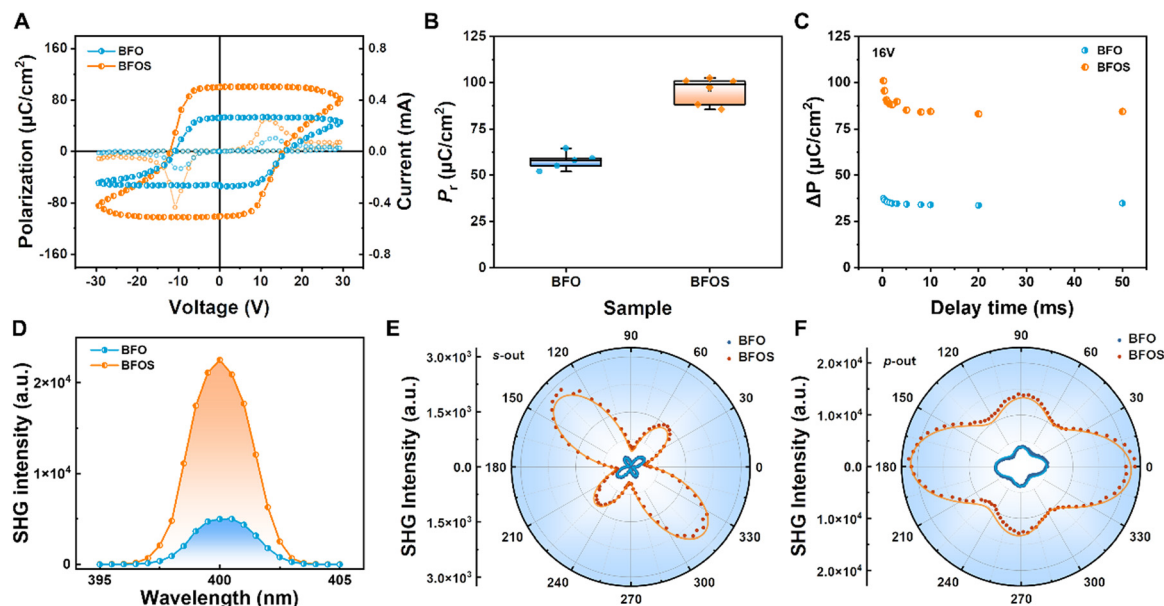 A
BFO
BFOS
Polarization (μC/cm²)
160
80
0
-80
-160
0.8
0.4
0.0
-0.4
-0.8
Current (mA)
-30 -20 -10 0 10 20 30
Voltage (V)
B
Pr (μC/cm²)
125
100
75
50
25
0
BFO BFOS
Sample
C
16V
BFO
BFOS
ΔP (μC/cm²)
125
100
75
50
25
0
0 10 20 30 40 50
Delay time (ms)
D
BFO
BFOS
SHG intensity (a.u.)
2×10⁴
1×10⁴
0
395 400 405
Wavelength (nm)
E
s-out
BFO
BFOS
SHG Intensity (a.u.)
3.0×10³
1.5×10³
0.0
1.5×10³
3.0×10³
90
120 60
150 30
180 0
210 330
240 300
270
F
p-out
BFO
BFOS
SHG Intensity (a.u.)
2.0×10⁴
1.0×10⁴
0.0
1.0×10⁴
2.0×10⁴
90
120 60
150 30
180 0
210 330
240 300
270